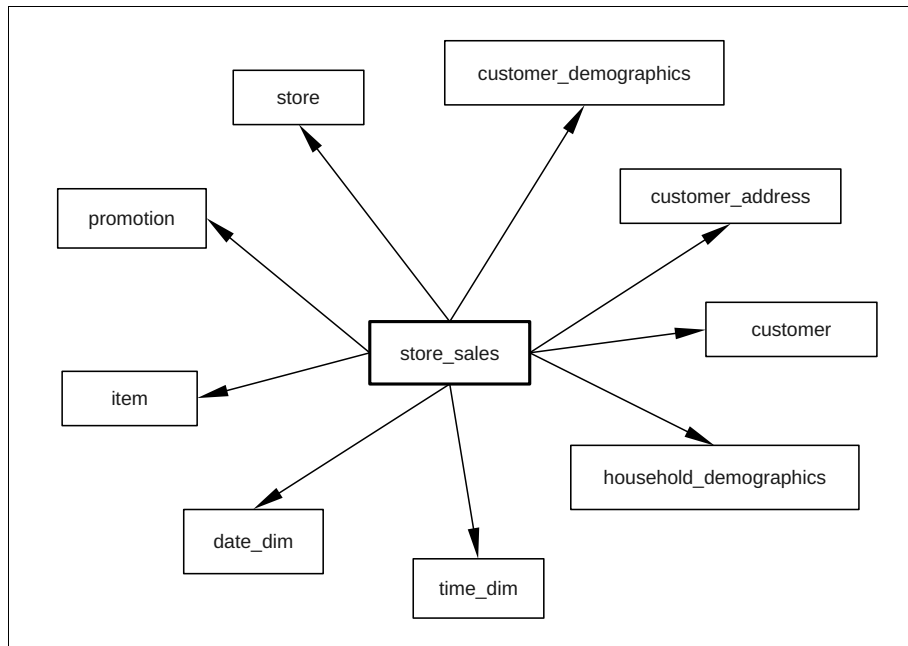 customer_demographics
store
customer_address
promotion
customer
store_sales
item
household_demographics
date_dim
time_dim